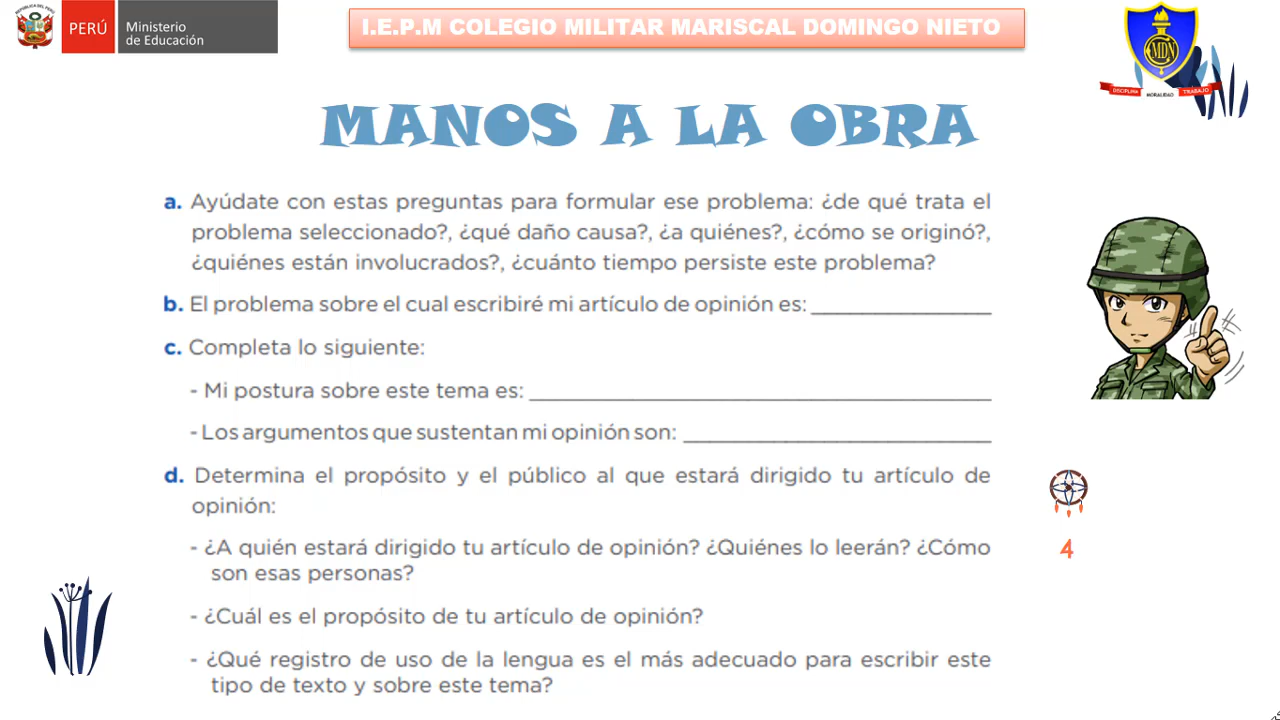 PERÚ
Ministerio
de Educación
I.E.P.M COLEGIO MILITAR MARISCAL DOMINGO NIETO
MDN
DISCIPLINA MORALIDAD TRABAJO
MANOS A LA OBRA
a. Ayúdate con estas preguntas para formular ese problema: ¿de qué trata el
problema seleccionado?, ¿qué daño causa?, ¿a quiénes?, ¿cómo se originó?,
¿quiénes están involucrados?, ¿cuánto tiempo persiste este problema?
b. El problema sobre el cual escribiré mi artículo de opinión es: _______________
c. Completa lo siguiente:
- Mi postura sobre este tema es: _______________________________________
- Los argumentos que sustentan mi opinión son: __________________________
d. Determina el propósito y el público al que estará dirigido tu artículo de
opinión:
- ¿A quién estará dirigido tu artículo de opinión? ¿Quiénes lo leerán? ¿Cómo
son esas personas?
- ¿Cuál es el propósito de tu artículo de opinión?
- ¿Qué registro de uso de la lengua es el más adecuado para escribir este
tipo de texto y sobre este tema?
4